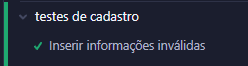 testes de cadastro
Inserir informações inválidas